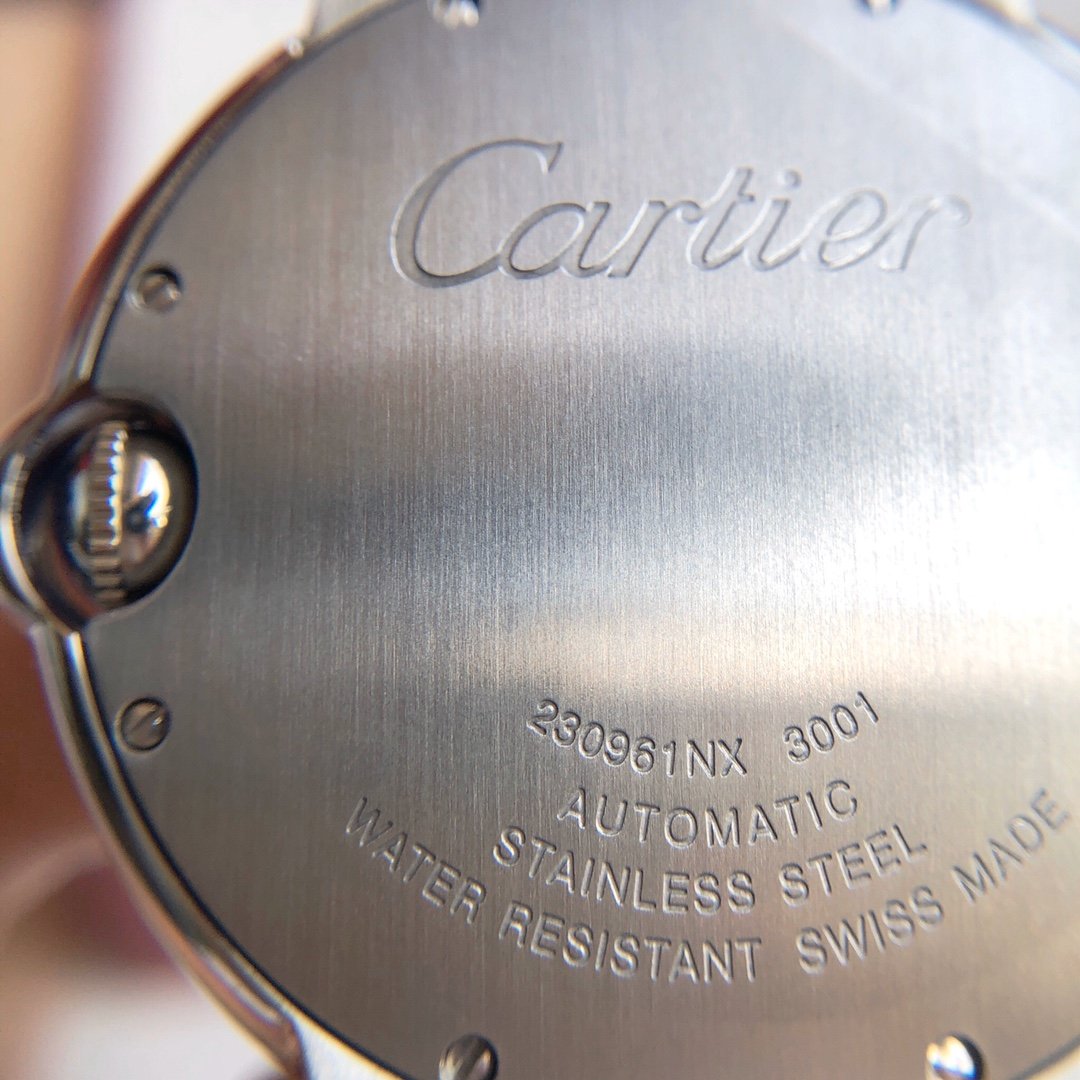 Cartier
230961NX 3001
AUTOMATIC
STAINLESS STEEL
WATER RESISTANT SWISS MADE